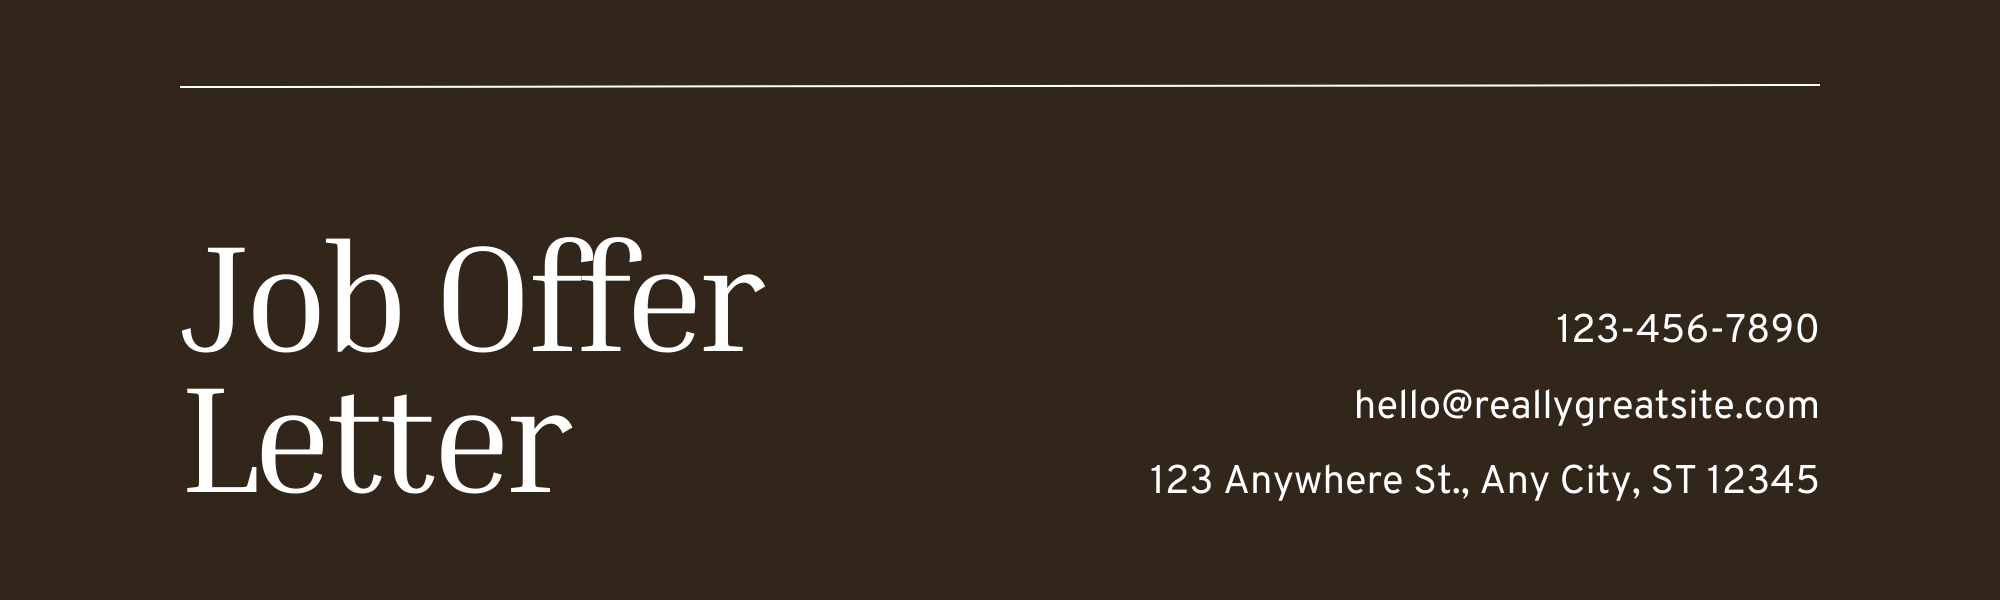 Job Offer
Letter
123-456-7890
hello@reallygreatsite.com
123 Anywhere St., Any City, ST 12345